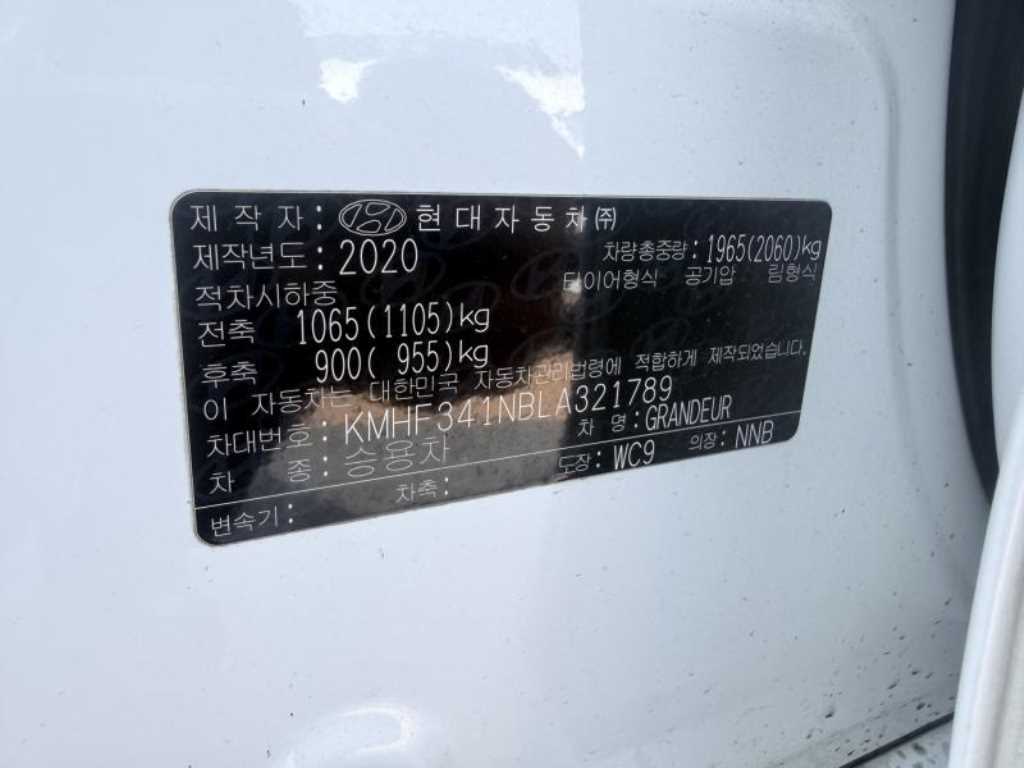 제 작 자 : 현대자동차㈜
제작년도 : 2020 차량총중량 : 1965(2060)kg
적차시하중 타이어형식 공기압 림형식
전축 1065(1105)kg
후축 900( 955)kg
이 자동차는 대한민국 자동차관리법령에 적합하게 제작되었습니다.
차대번호 : KMHF341NBLA321789
차 종 : 승용차 차 명 : GRANDEUR
변속기 : 차축 : 도장 : WC9 의장 : NNB